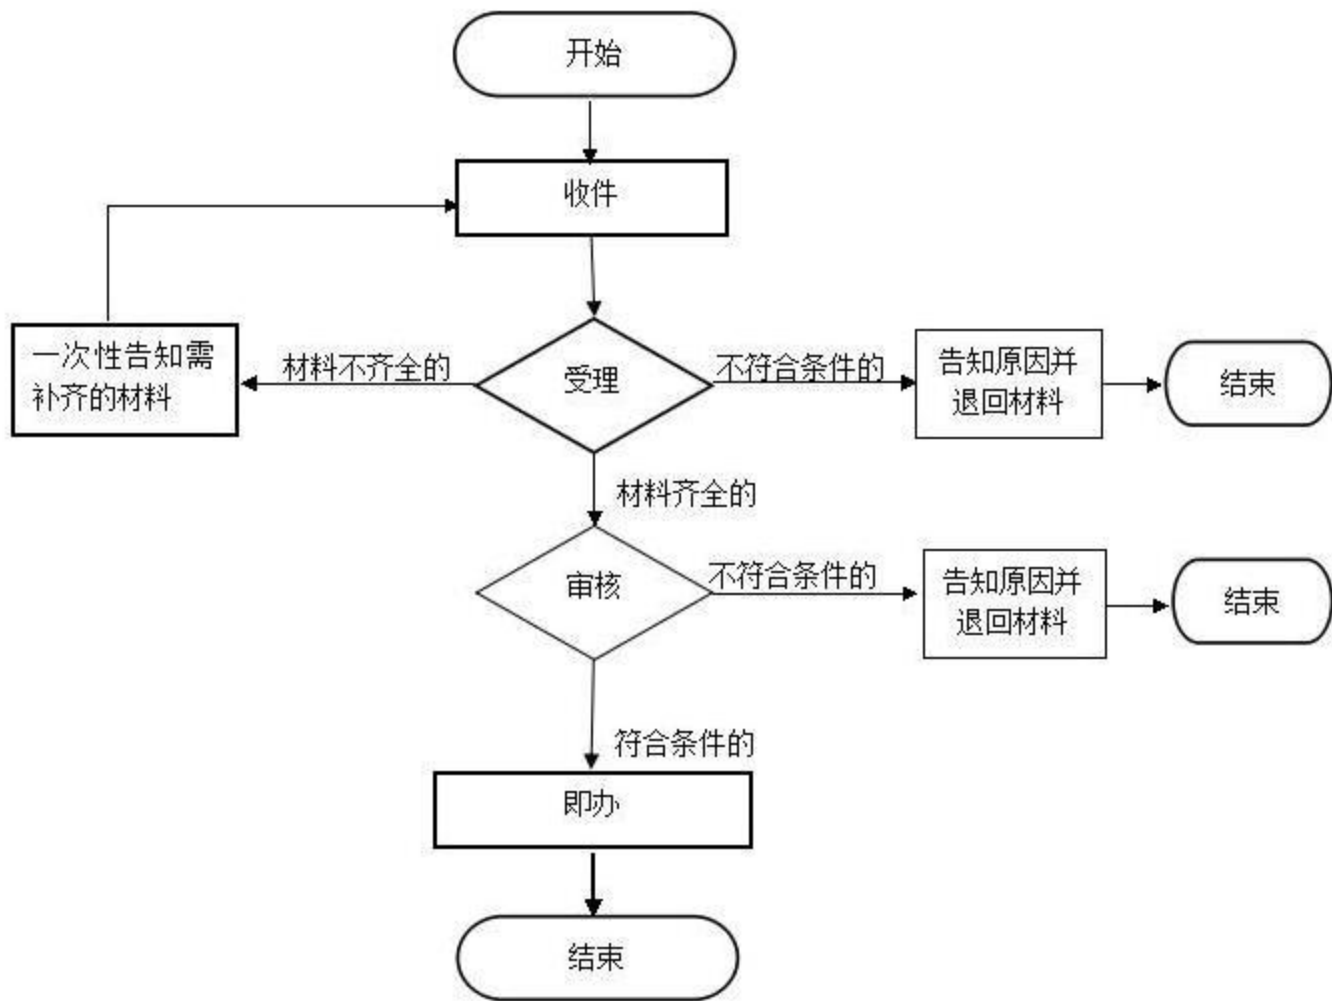 开始
收件
一次性告知需
补齐的材料
材料不齐全的
受理
不符合条件的
告知原因并
退回材料
结束
材料齐全的
审核
不符合条件的
告知原因并
退回材料
结束
符合条件的
即办
结束